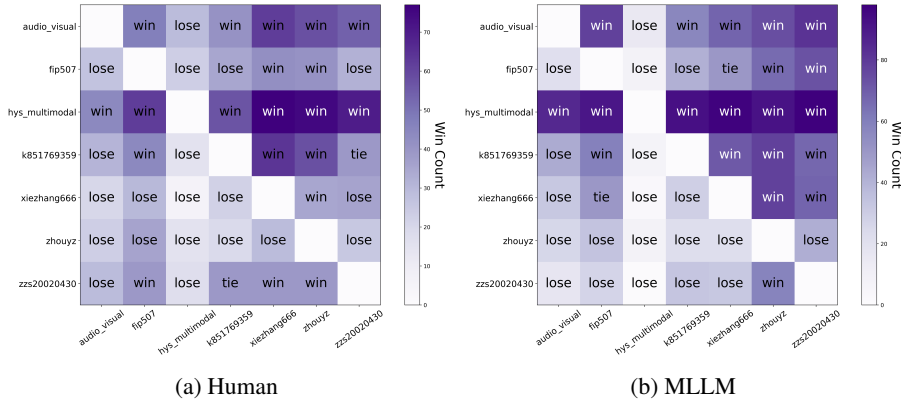 audio_visual win lose win win win win
fip507 lose lose lose win win lose
hys_multimodal win win win win win win
k851769359 lose win lose win win tie
xiezhang666 lose lose lose lose win lose
zhouyz lose lose lose lose lose lose
zzs20020430 lose win lose tie win win
audio_visual fip507 hys_multimodal k851769359 xiezhang666 zhouyz zzs20020430
70
60
50
40
30
20
10
0
Win Count
(a) Human
audio_visual win lose win win win win
fip507 lose lose lose tie win win
hys_multimodal win win win win win win
k851769359 lose win lose win win win
xiezhang666 lose tie lose lose win win
zhouyz lose lose lose lose lose lose
zzs20020430 lose lose lose lose lose win
audio_visual fip507 hys_multimodal k851769359 xiezhang666 zhouyz zzs20020430
80
60
40
20
0
Win Count
(b) MLLM